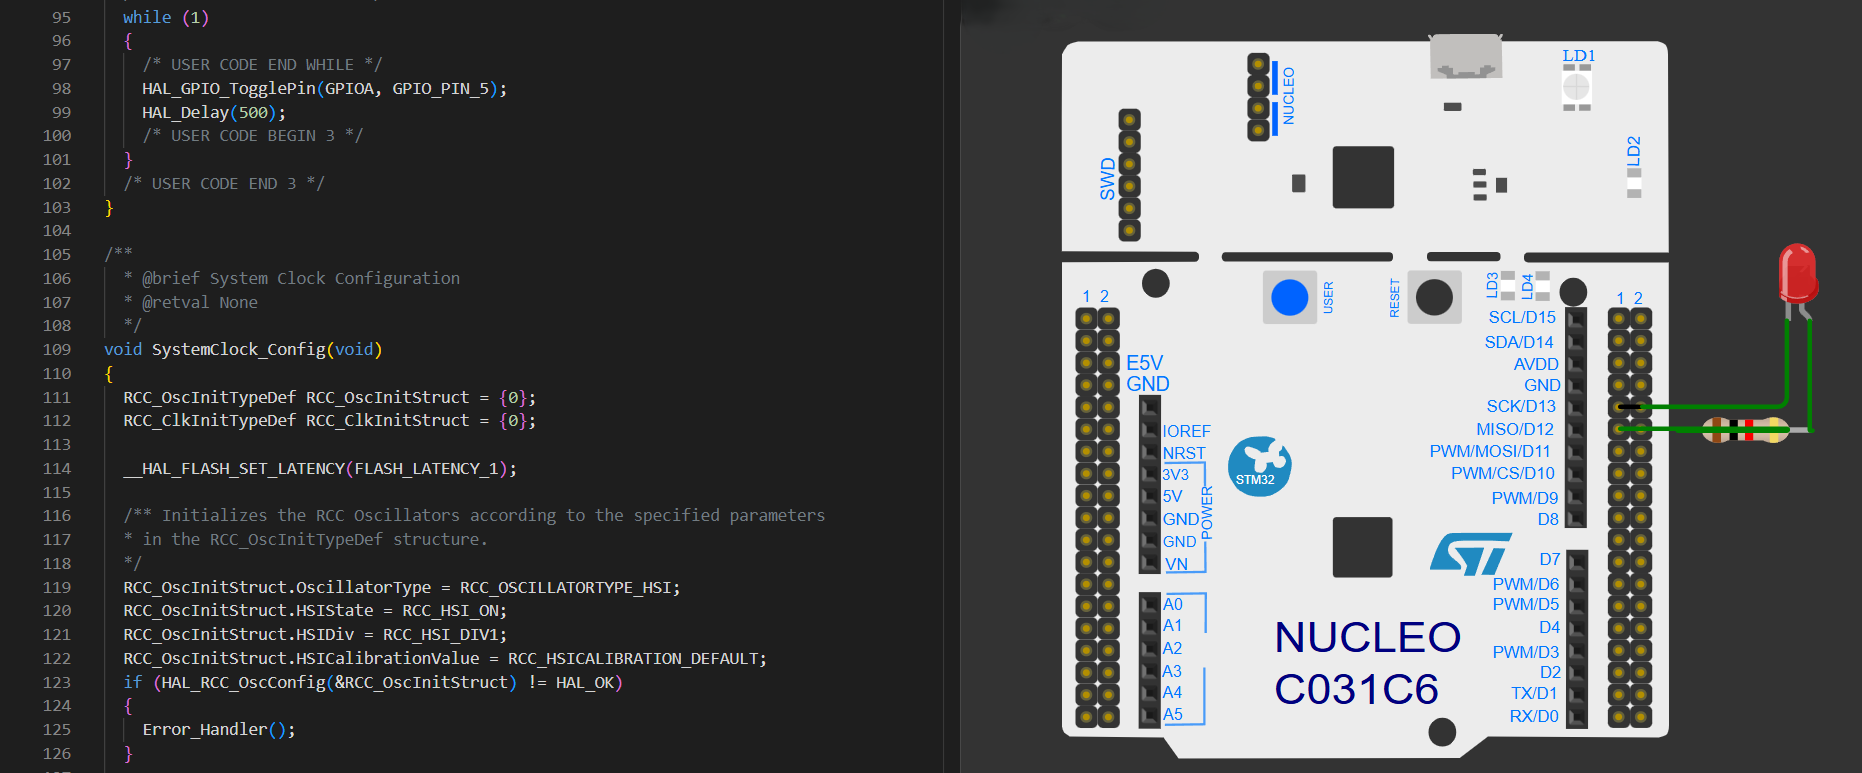 95 while (1)
96 {
97 /* USER CODE END WHILE */
98 HAL_GPIO_TogglePin(GPIOA, GPIO_PIN_5);
99 HAL_Delay(500);
100 /* USER CODE BEGIN 3 */
101 }
102 /* USER CODE END 3 */
103 }
104
105 /**
106 * @brief System Clock Configuration
107 * @retval None
108 */
109 void SystemClock_Config(void)
110 {
111 RCC_OscInitTypeDef RCC_OscInitStruct = {0};
112 RCC_ClkInitTypeDef RCC_ClkInitStruct = {0};
113
114 __HAL_FLASH_SET_LATENCY(FLASH_LATENCY_1);
115
116 /** Initializes the RCC Oscillators according to the specified parameters
117 * in the RCC_OscInitTypeDef structure.
118 */
119 RCC_OscInitStruct.OscillatorType = RCC_OSCILLATORTYPE_HSI;
120 RCC_OscInitStruct.HSIState = RCC_HSI_ON;
121 RCC_OscInitStruct.HSIDiv = RCC_HSI_DIV1;
122 RCC_OscInitStruct.HSICalibrationValue = RCC_HSICALIBRATION_DEFAULT;
123 if (HAL_RCC_OscConfig(&RCC_OscInitStruct) != HAL_OK)
124 {
125 Error_Handler();
126 }
LD1
NUCLEO
LD2
SWD
USER
RESET
LD3
LD4
1 2
1 2
E5V
GND
IOREF
NRST
3V3
5V
GND
GND
VIN
POWER
A0
A1
A2
A3
A4
A5
STM32
SCL/D15
SDA/D14
AVDD
GND
SCK/D13
MISO/D12
PWM/MOSI/D11
PWM/CS/D10
PWM/D9
D8
ST
D7
PWM/D6
PWM/D5
D4
PWM/D3
D2
TX/D1
RX/D0
NUCLEO
C031C6